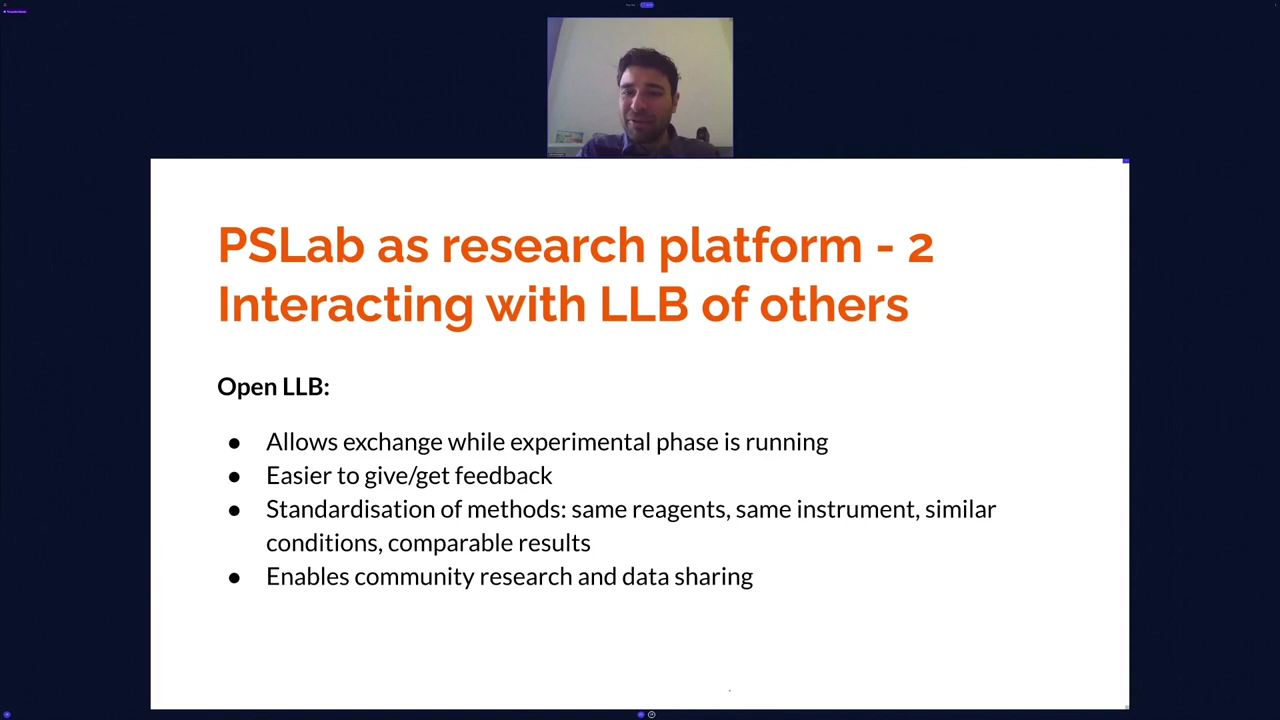 PSLab as research platform - 2
Interacting with LLB of others
Open LLB:
● Allows exchange while experimental phase is running
● Easier to give/get feedback
● Standardisation of methods: same reagents, same instrument, similar
conditions, comparable results
● Enables community research and data sharing